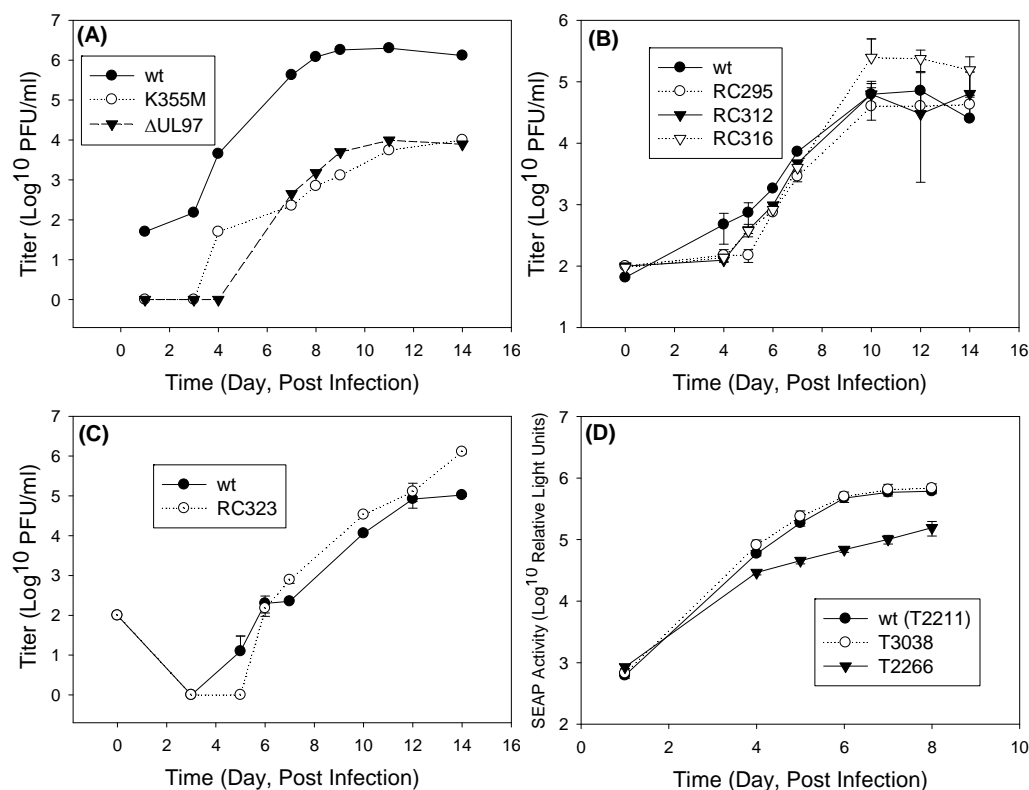 (A)
wt
K355M
ΔUL97
Titer (Log10 PFU/ml)
7
6
5
4
3
2
1
0
0 2 4 6 8 10 12 14 16
Time (Day, Post Infection)
(B)
wt
RC295
RC312
RC316
Titer (Log10 PFU/ml)
6
5
4
3
2
1
0 2 4 6 8 10 12 14 16
Time (Day, Post Infection)
(C)
wt
RC323
Titer (Log10 PFU/ml)
7
6
5
4
3
2
1
0
0 2 4 6 8 10 12 14 16
Time (Day, Post Infection)
(D)
wt (T2211)
T3038
T2266
SEAP Activity (Log10 Relative Light Units)
7
6
5
4
3
2
0 2 4 6 8 10
Time (Day, Post Infection)